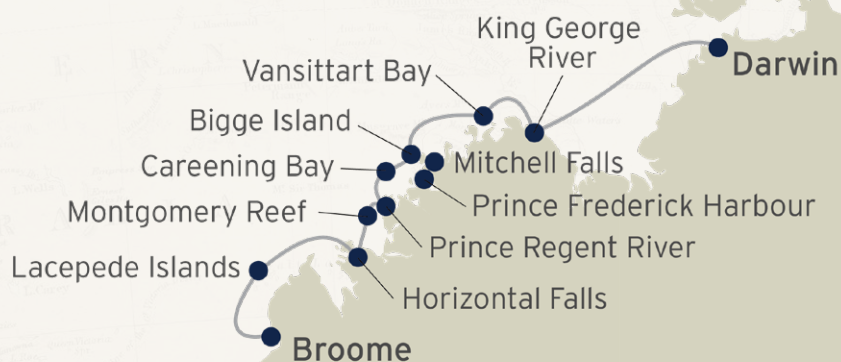 King George
River
Darwin
Vansittart Bay
Bigge Island
Mitchell Falls
Careening Bay
Prince Frederick Harbour
Montgomery Reef
Prince Regent River
Lacepede Islands
Horizontal Falls
Broome